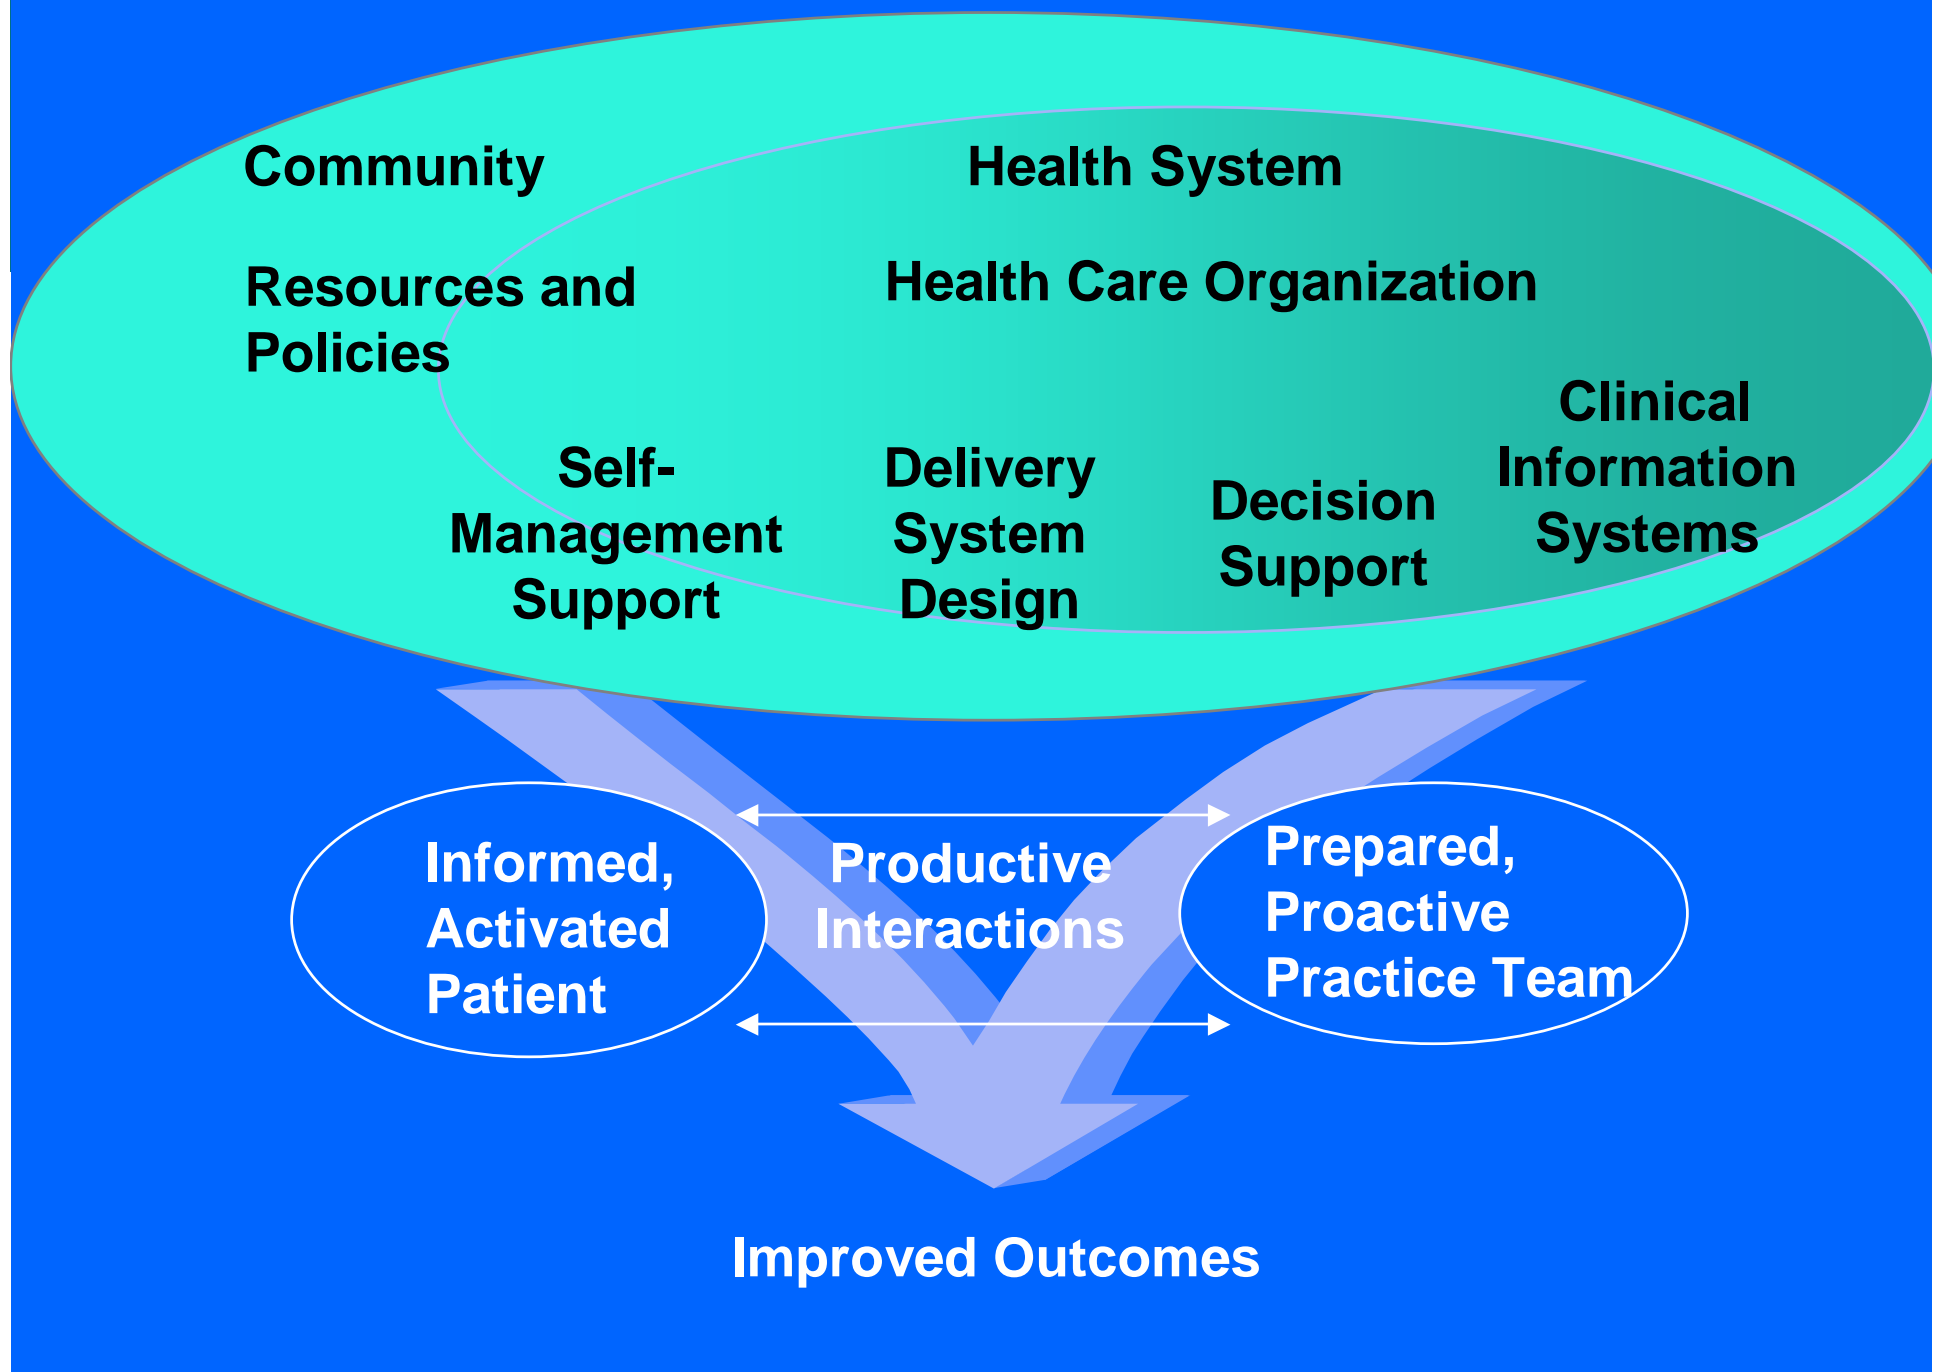 Community
Health System
Resources and
Policies
Health Care Organization
Self-
Management
Support
Delivery
System
Design
Decision
Support
Clinical
Information
Systems
Informed,
Activated
Patient
Productive
Interactions
Prepared,
Proactive
Practice Team
Improved Outcomes